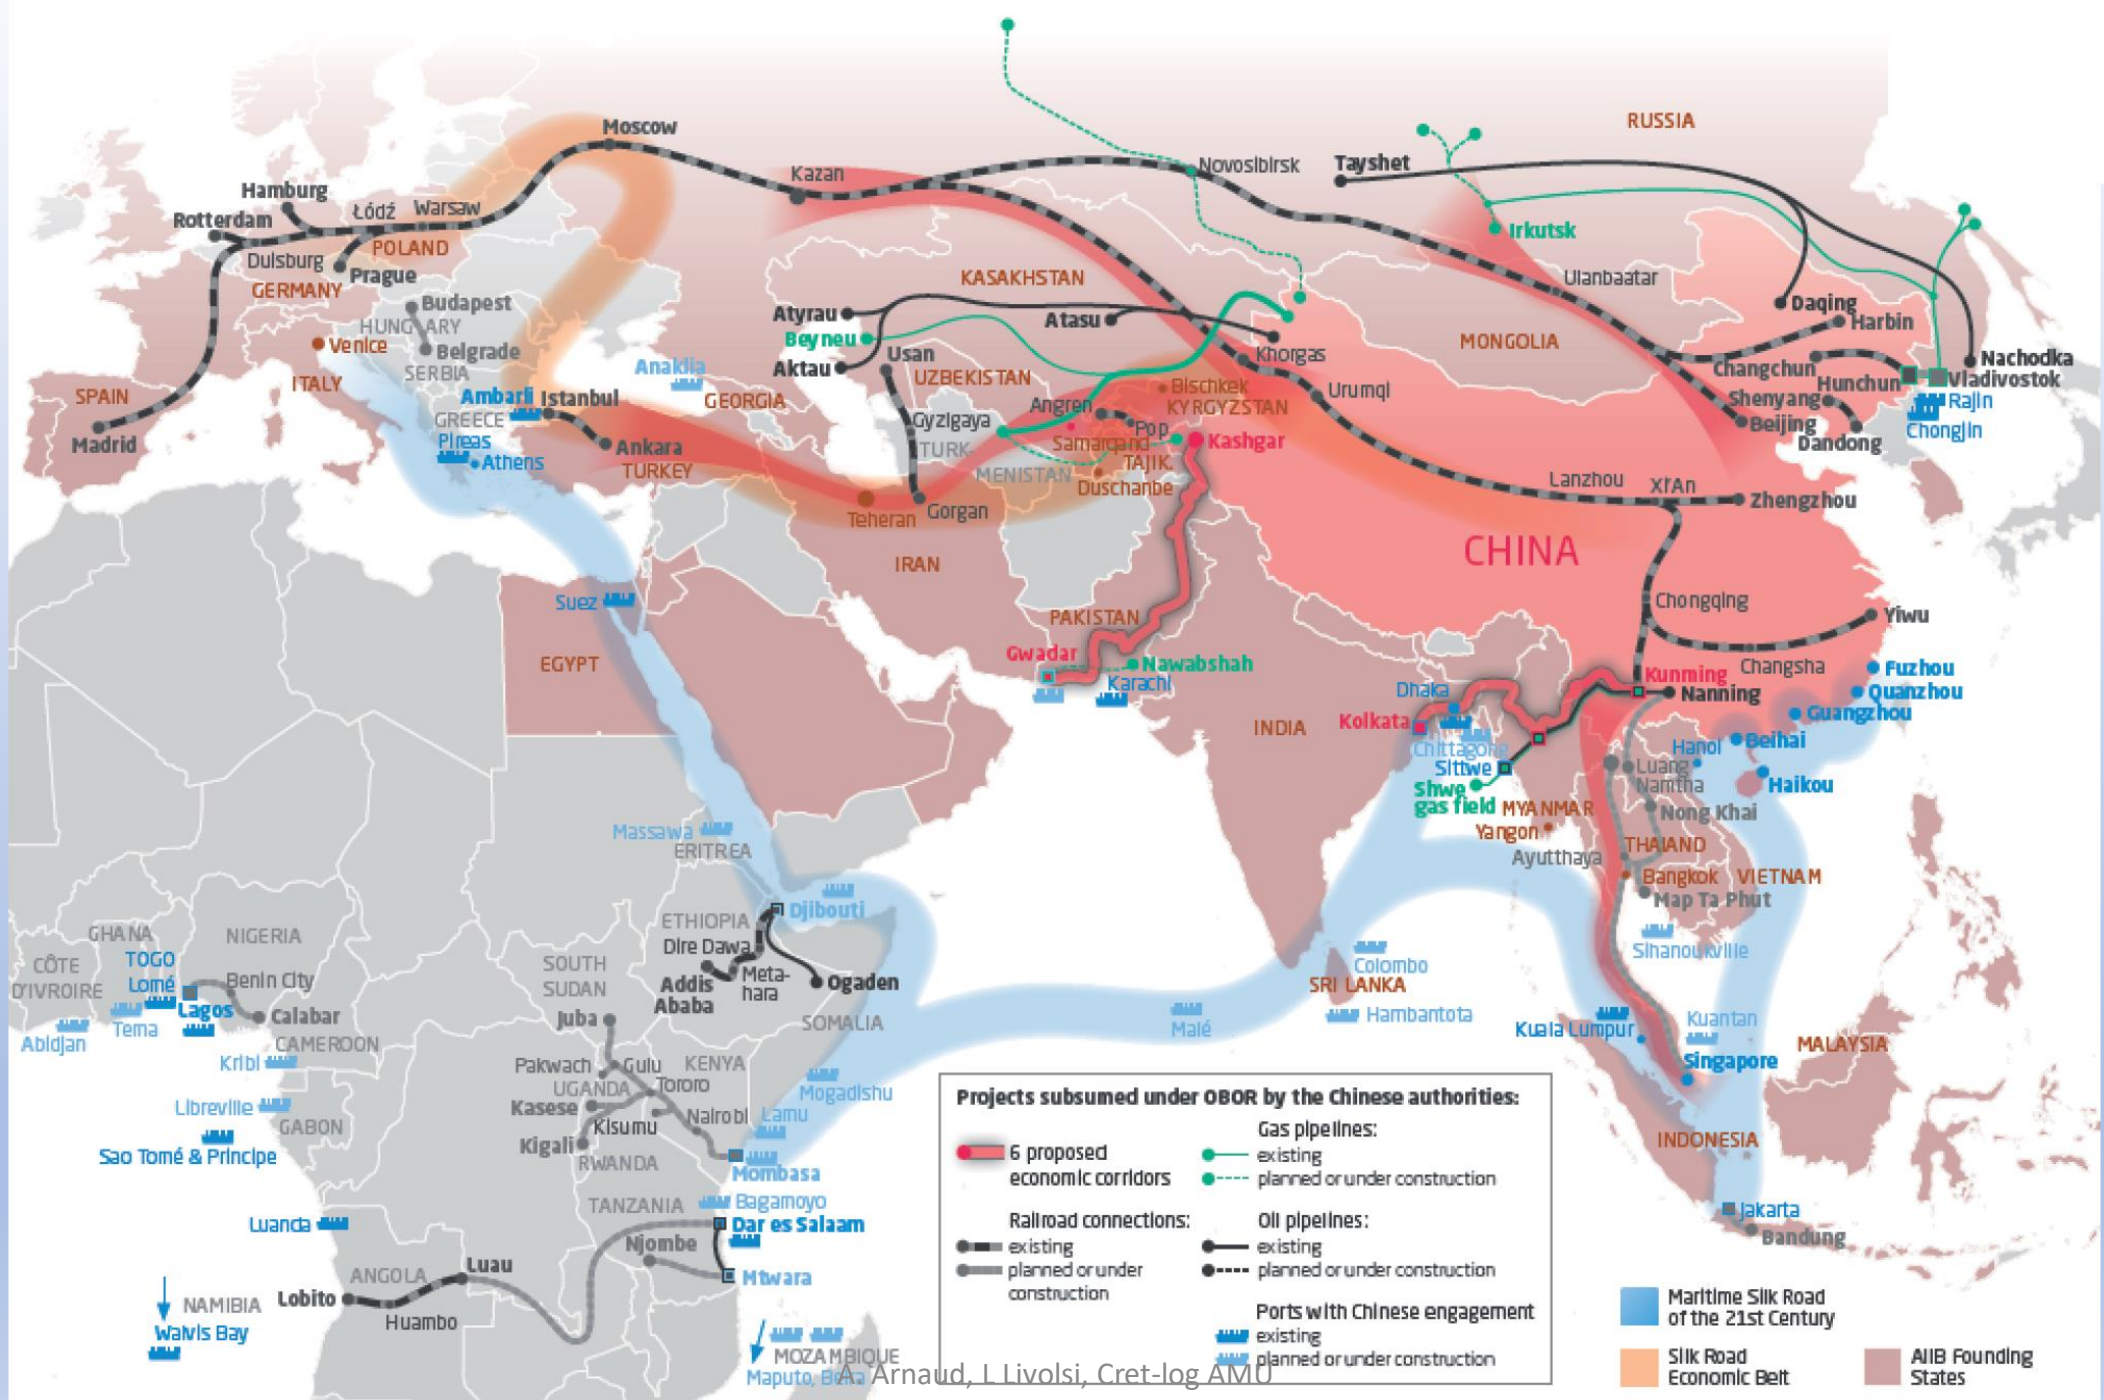 Moscow
RUSSIA
Novosibirsk
Tayshet
Kazan
Hamburg
Rotterdam
Łódź
Warsaw
POLAND
Duisburg
Prague
GERMANY
Irkutsk
Ulanbaatar
KASAKHSTAN
Budapest
HUNGARY
Belgrade
SERBIA
Venice
ITALY
SPAIN
Madrid
Atyrau
Beyneu
Aktau
Atasu
Usan
UZBEKISTAN
Khorgas
Urumqi
MONGOLIA
Daqing
Harbin
Changchun
Hunchun
Nachodka
Vladivostok
Rajin
Chongjin
Shenyang
Beijing
Dandong
Anaklia
GEORGIA
Ambarli
Istanbul
GREECE
Pireas
Athens
Ankara
TURKEY
Gyzlgaya
TURK-
MENISTAN
Angren
Pop
Bischkek
KYRGYZSTAN
Samarqand
TAJIK.
Duschanbe
Kashgar
Teheran
Gorgan
IRAN
Lanzhou
Xi'An
Zhengzhou
CHINA
Suez
EGYPT
PAKISTAN
Gwadar
Nawabshah
Karachi
Chongqing
Yiwu
Changsha
Kunming
Nanning
Fuzhou
Quanzhou
Guangzhou
Beihai
Hanoi
Haikou
INDIA
Dhaka
Kolkata
Chittagong
Sittwe
Shwe
gas field
MYANMAR
Yangon
Luang
Namtha
Nong Khai
Ayutthaya
THAILAND
Bangkok
VIETNAM
Map Ta Phut
Sihanoukville
Massawa
ERITREA
Djibouti
ETHIOPIA
Dire Dawa
Meta-
hara
Addis
Ababa
Ogaden
SOMALIA
GHANA
NIGERIA
CÔTE
D'IVROIRE
TOGO
Lomé
Benin City
Lagos
Tema
Calabar
Abidjan
CAMEROON
Kribi
SOUTH
SUDAN
Juba
Pakwach
Gulu
KENYA
UGANDA
Tororo
Kasese
Kisumu
Nairobi
Lamu
Mogadishu
Libreville
GABON
Sao Tomé & Principe
Kigali
RWANDA
Mombasa
TANZANIA
Bagamoyo
Dar es Salaam
Njombe
Mtwara
Luanda
ANGOLA
Luau
Lobito
Huambo
NAMIBIA
Walvis Bay
MOZAMBIQUE
Maputo, Beira
Malé
Colombo
SRI LANKA
Hambantota
Kuala Lumpur
Kuantan
Singapore
MALAYSIA
INDONESIA
Jakarta
Bandung
Projects subsumed under OBOR by the Chinese authorities:
6 proposed
economic corridors
Railroad connections:
existing
planned or under
construction
Gas pipelines:
existing
planned or under construction
Oil pipelines:
existing
planned or under construction
Ports with Chinese engagement
existing
planned or under construction
Maritime Silk Road
of the 21st Century
Silk Road
Economic Belt
AIIB Founding
States
A. Arnaud, L Livolsi, Cret-log AMU